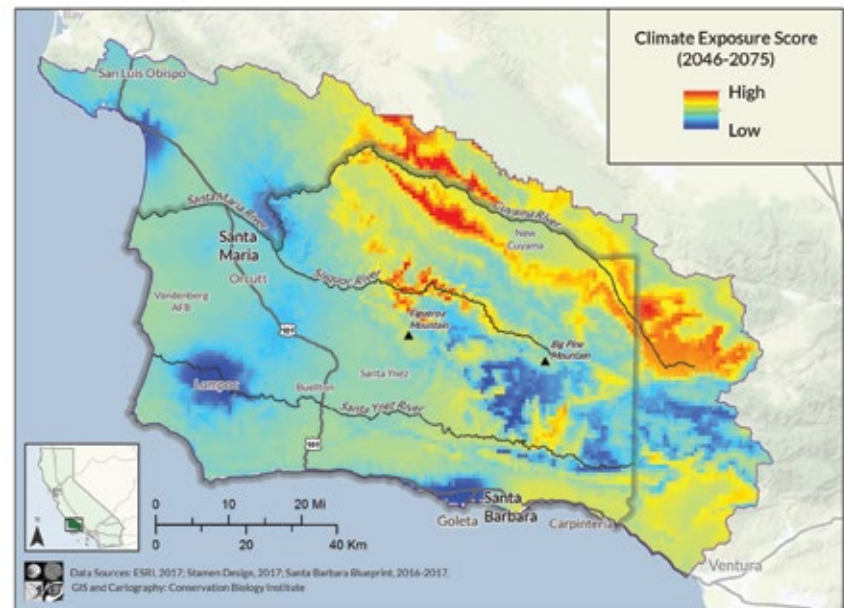 Bay
San Luis Obispo
Climate Exposure Score
(2046-2075)
High
Low
Santa Maria River
Cuyama River
New
Cuyama
Santa
Maria
Orcutt
Sisquoc River
Vandenberg
AFB
101
Figueroa
Mountain
Big Pine
Mountain
Lompoc
Buellton
Santa Ynez
Santa Ynez River
101
Santa
Barbara
Goleta
Carpinteria
Ventura
N
0 10 20 Mi
0 20 40 Km
Data Sources: ESRI, 2017; Stamen Design, 2017; Santa Barbara Blueprint, 2016-2017.
GIS and Cartography: Conservation Biology Institute